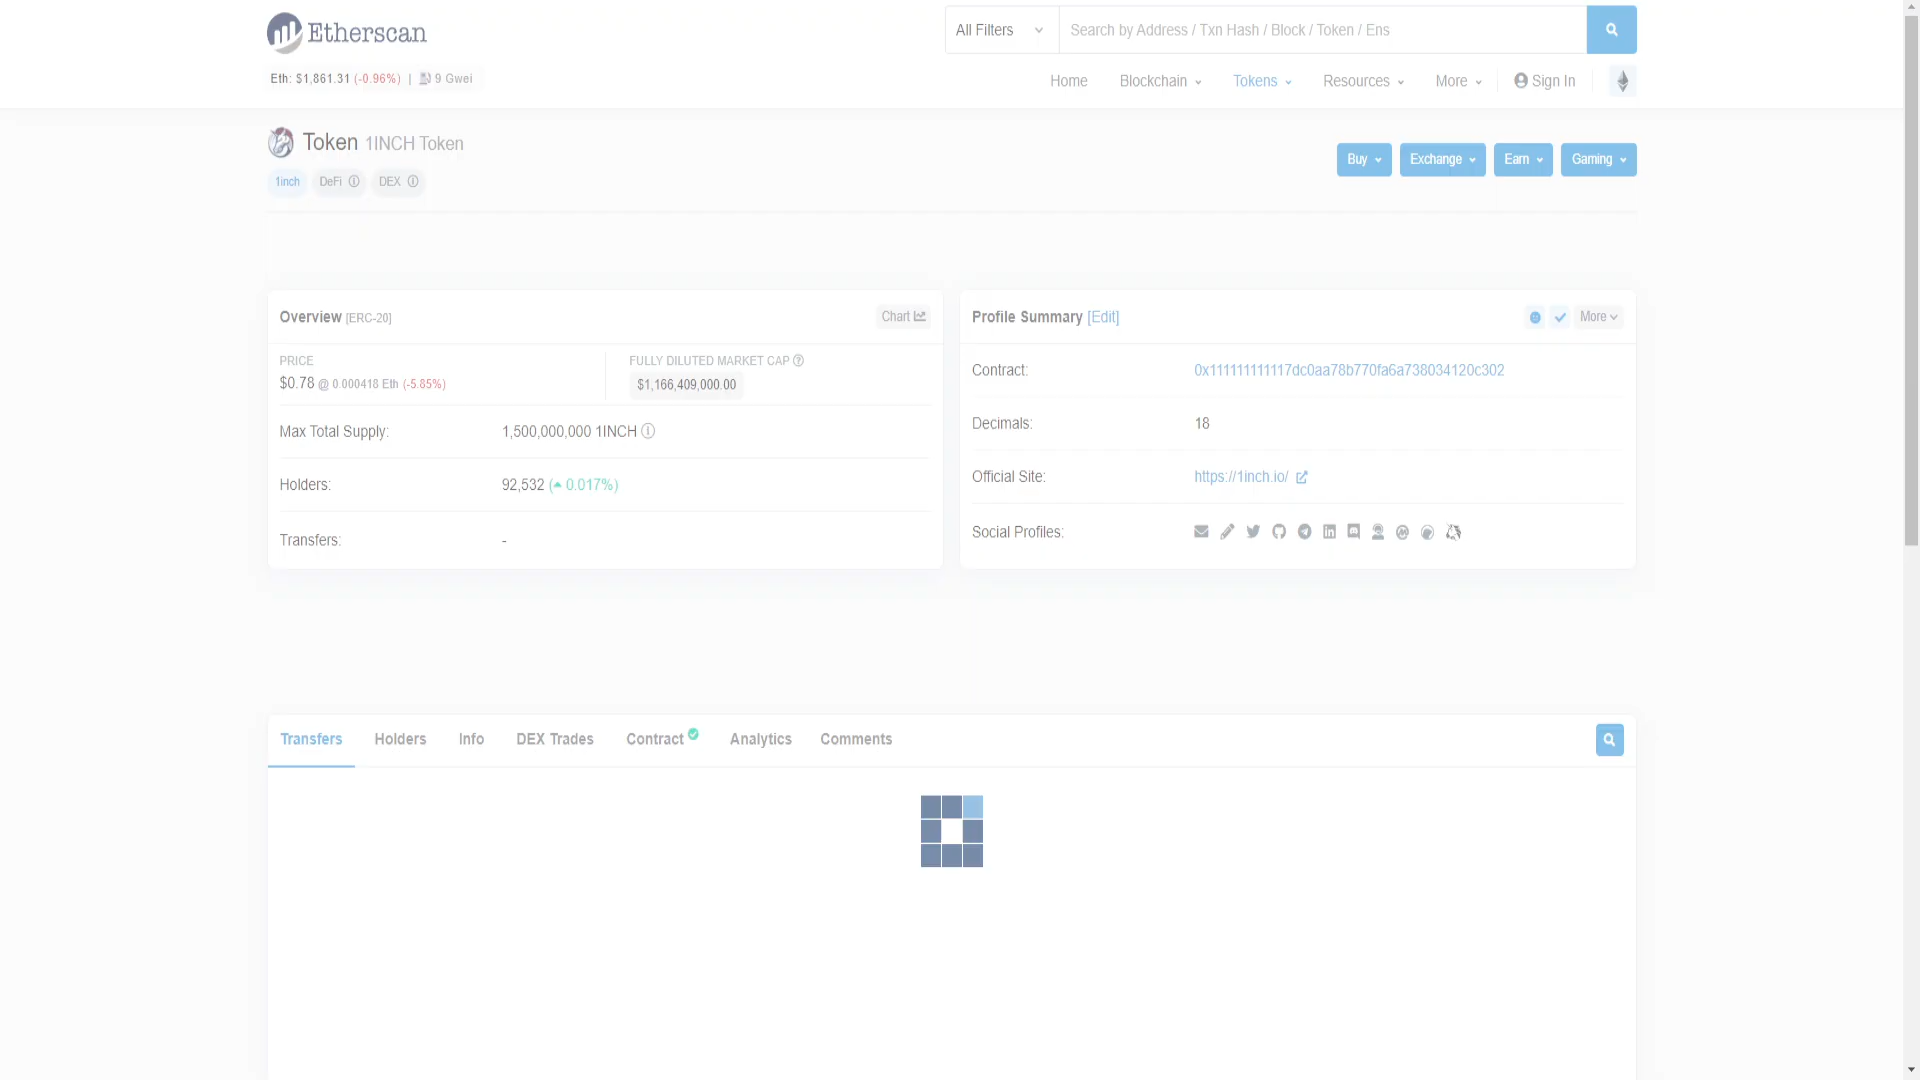 Etherscan
All Filters
Search by Address / Txn Hash / Block / Token / Ens
Eth: $1,861.31 (-0.96%) | 9 Gwei
Home Blockchain Tokens Resources More Sign In
Token 1INCH Token
1inch DeFi DEX
Buy Exchange Earn Gaming
Overview [ERC-20]
Chart
PRICE
$0.78 @ 0.000418 Eth (-5.85%)
FULLY DILUTED MARKET CAP
$1,166,409,000.00
Max Total Supply: 1,500,000,000 1INCH
Holders: 92,532 (0.017%)
Transfers: -
Profile Summary [Edit]
More
Contract: 0x111111111117dc0aa78b770fa6a738034120c302
Decimals: 18
Official Site: https://1inch.io/
Social Profiles:
Transfers Holders Info DEX Trades Contract Analytics Comments